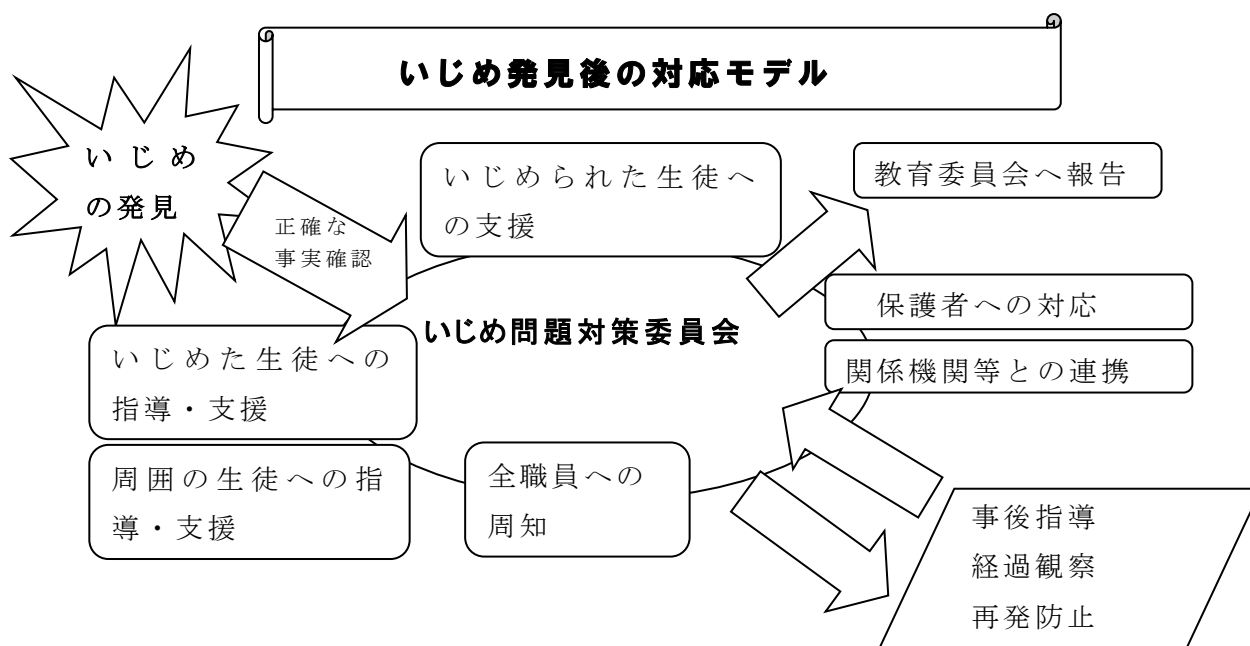 いじめ発見後の対応モデル
いじめ
の発見
正確な
事実確認
いじめられた生徒へ
の支援
教育委員会へ報告
保護者への対応
関係機関等との連携
いじめ問題対策委員会
いじめた生徒への
指導・支援
周囲の生徒への指
導・支援
全職員への
周知
事後指導
経過観察
再発防止